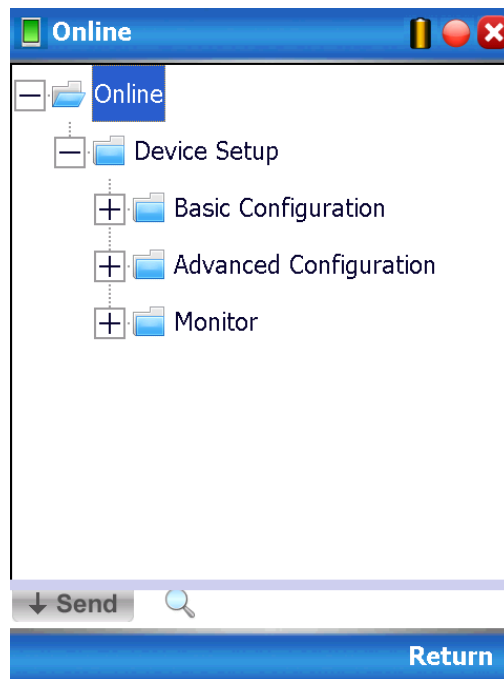 Online
Online
Device Setup
Basic Configuration
Advanced Configuration
Monitor
Send
Return